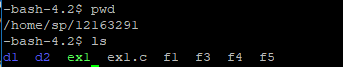 -bash-4.2$ pwd
/home/sp/12163291
-bash-4.2$ ls
d1 d2 ex1 ex1.c f1 f3 f4 f5